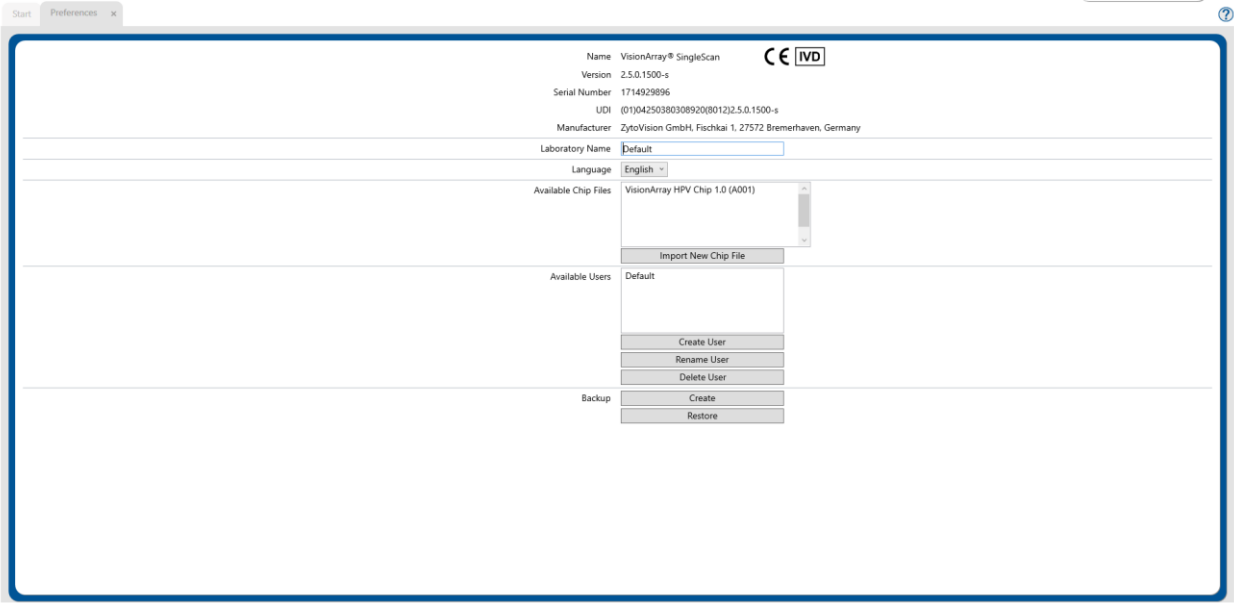 Start Preferences ×
?
Name VisionArray® SingleScan CE IVD
Version 2.5.0.1500-s
Serial Number 1714929896
UDI (01)04250380308920(8012)2.5.0.1500-s
Manufacturer ZytoVision GmbH, Fischkai 1, 27572 Bremerhaven, Germany
Laboratory Name Default
Language English
Available Chip Files VisionArray HPV Chip 1.0 (A001)
Import New Chip File
Available Users Default
Create User
Rename User
Delete User
Backup Create
Restore